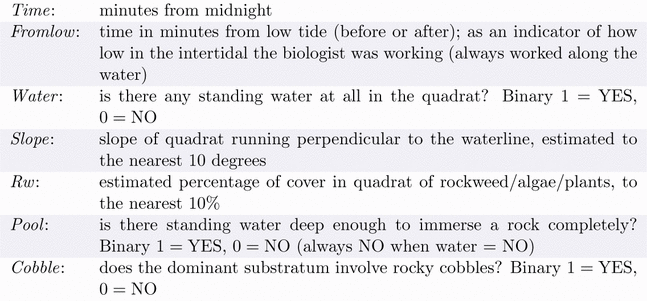 Time: minutes from midnight
Fromlow: time in minutes from low tide (before or after); as an indicator of how
low in the intertidal the biologist was working (always worked along the
water)
Water: is there any standing water at all in the quadrat? Binary 1 = YES,
0 = NO
Slope: slope of quadrat running perpendicular to the waterline, estimated to
the nearest 10 degrees
Rw: estimated percentage of cover in quadrat of rockweed/algae/plants, to
the nearest 10%
Pool: is there standing water deep enough to immerse a rock completely?
Binary 1 = YES, 0 = NO (always NO when water = NO)
Cobble: does the dominant substratum involve rocky cobbles? Binary 1 = YES,
0 = NO